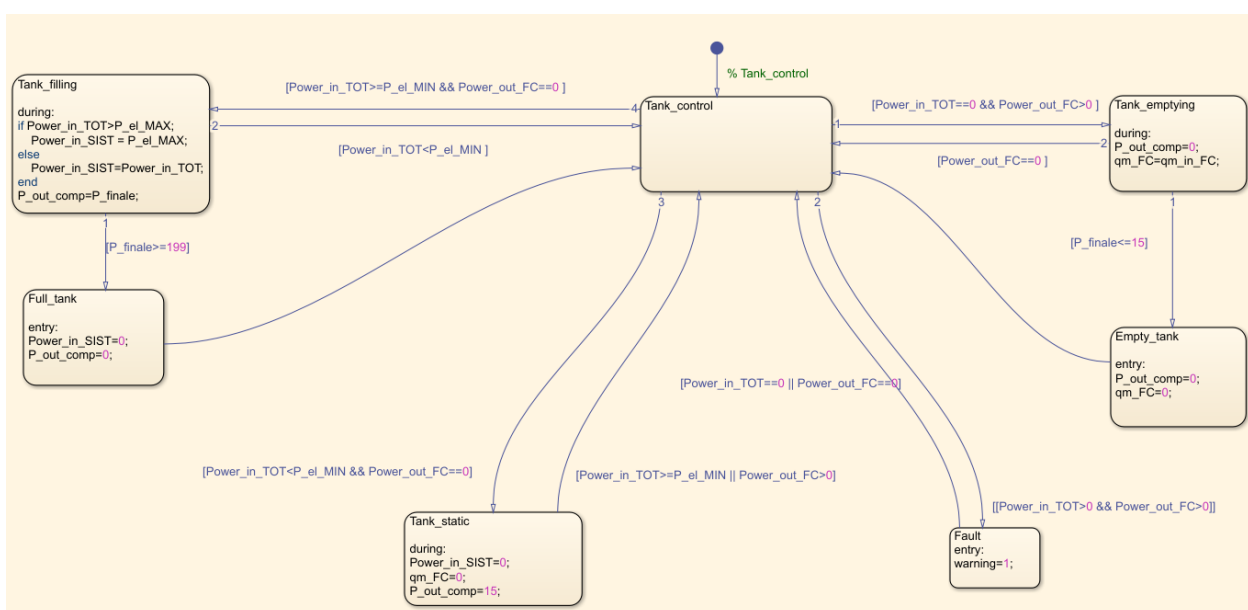 % Tank_control
Tank_filling
during:
if Power_in_TOT>P_el_MAX;
Power_in_SIST = P_el_MAX;
else
Power_in_SIST=Power_in_TOT;
end
P_out_comp=P_finale;
[Power_in_TOT>=P_el_MIN && Power_out_FC==0 ]
4
2
[Power_in_TOT<P_el_MIN ]
Tank_control
1
2
[Power_in_TOT==0 && Power_out_FC>0 ]
[Power_out_FC==0 ]
Tank_emptying
during:
P_out_comp=0;
qm_FC=qm_in_FC;
3
2
1
[P_finale>=199]
1
[P_finale<=15]
Full_tank
entry:
Power_in_SIST=0;
P_out_comp=0;
Empty_tank
entry:
P_out_comp=0;
qm_FC=0;
[Power_in_TOT==0 || Power_out_FC==0]
[Power_in_TOT<P_el_MIN && Power_out_FC==0]
[Power_in_TOT>=P_el_MIN || Power_out_FC>0]
[[Power_in_TOT>0 && Power_out_FC>0]]
Tank_static
during:
Power_in_SIST=0;
qm_FC=0;
P_out_comp=15;
Fault
entry:
warning=1;